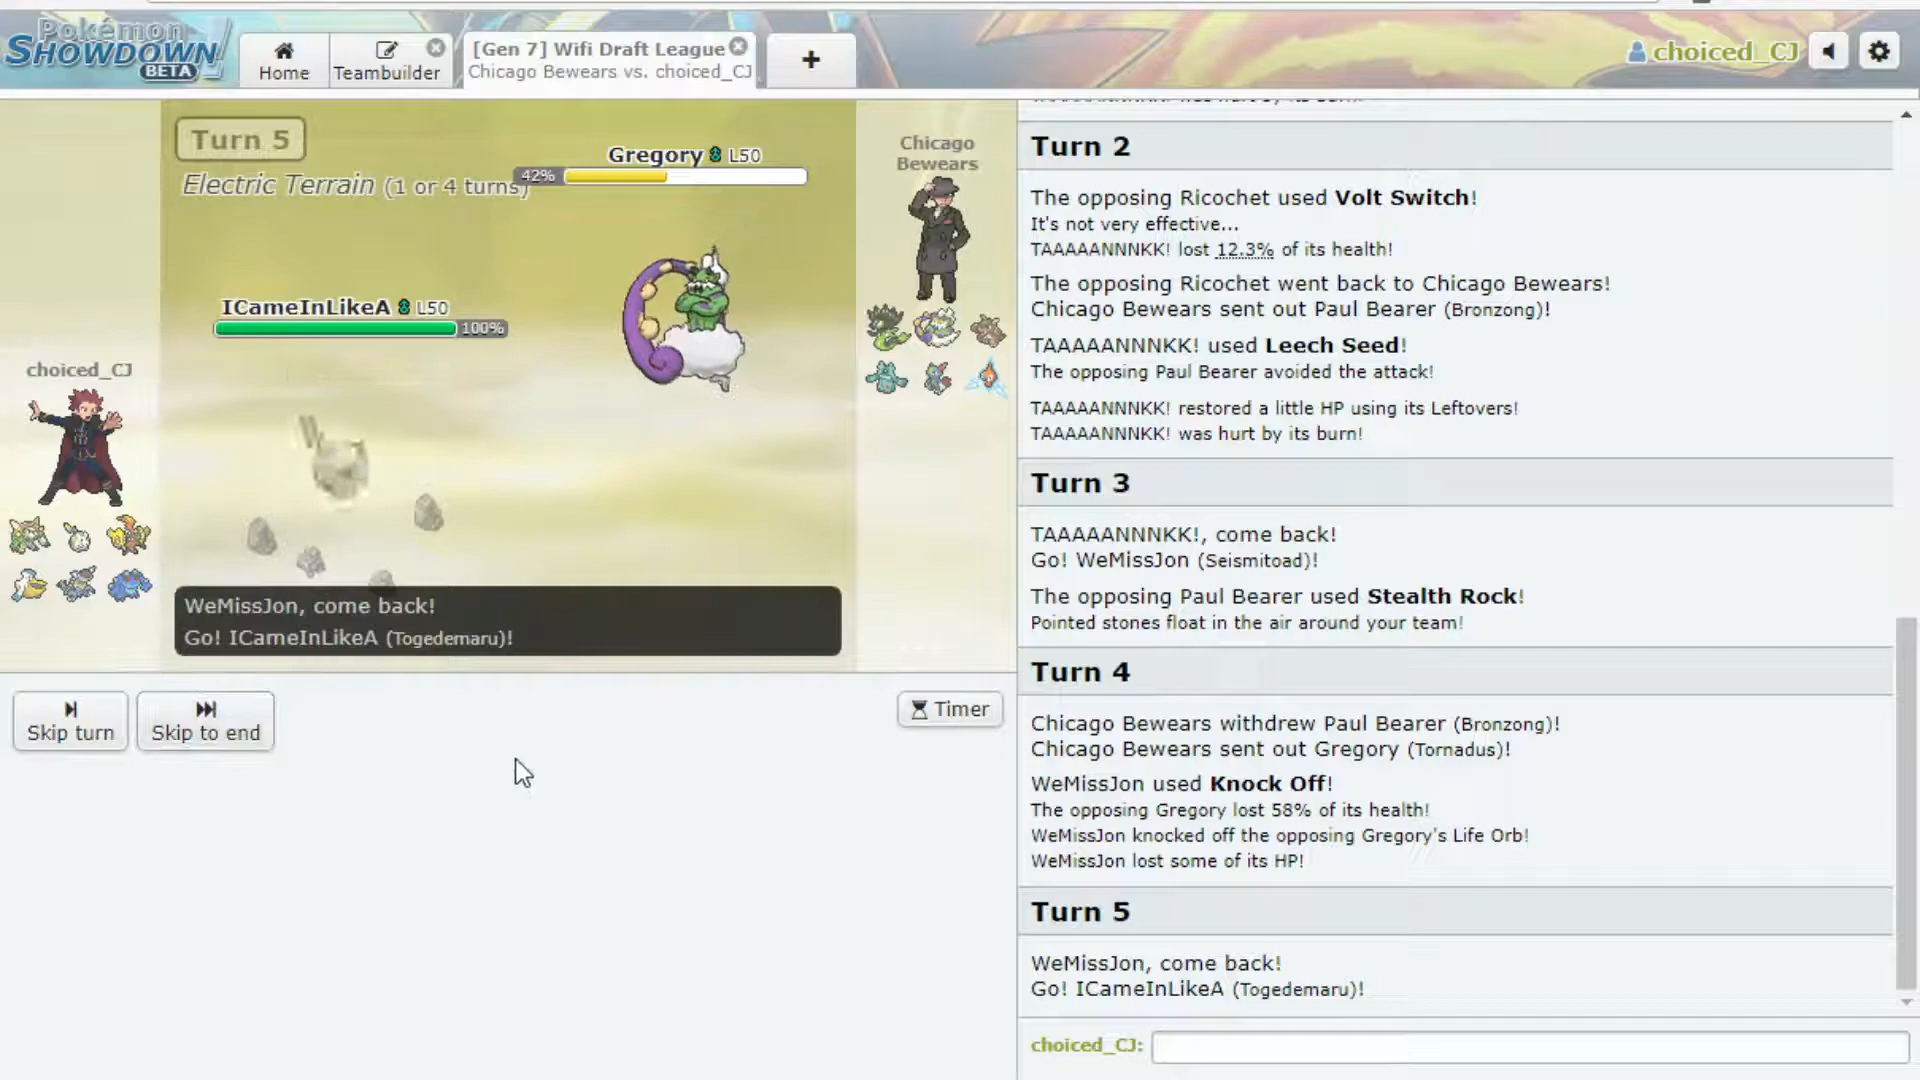 Pokémon
SHOWDOWN
BETA
Home
Teambuilder
[Gen 7] Wifi Draft League
Chicago Bewears vs. choiced_CJ
+
choiced_CJ
Turn 5
Electric Terrain (1 or 4 turns)
Gregory L50
42%
ICameInLikeA L50
100%
Chicago
Bewears
choiced_CJ
WeMissJon, come back!
Go! ICameInLikeA (Togedemaru)!
Skip turn
Skip to end
Timer
Turn 2
The opposing Ricochet used Volt Switch!
It's not very effective...
TAAAAANNNKK! lost 12.3% of its health!
The opposing Ricochet went back to Chicago Bewears!
Chicago Bewears sent out Paul Bearer (Bronzong)!
TAAAAANNNKK! used Leech Seed!
The opposing Paul Bearer avoided the attack!
TAAAAANNNKK! restored a little HP using its Leftovers!
TAAAAANNNKK! was hurt by its burn!
Turn 3
TAAAAANNNKK!, come back!
Go! WeMissJon (Seismitoad)!
The opposing Paul Bearer used Stealth Rock!
Pointed stones float in the air around your team!
Turn 4
Chicago Bewears withdrew Paul Bearer (Bronzong)!
Chicago Bewears sent out Gregory (Tornadus)!
WeMissJon used Knock Off!
The opposing Gregory lost 58% of its health!
WeMissJon knocked off the opposing Gregory's Life Orb!
WeMissJon lost some of its HP!
Turn 5
WeMissJon, come back!
Go! ICameInLikeA (Togedemaru)!
choiced_CJ: